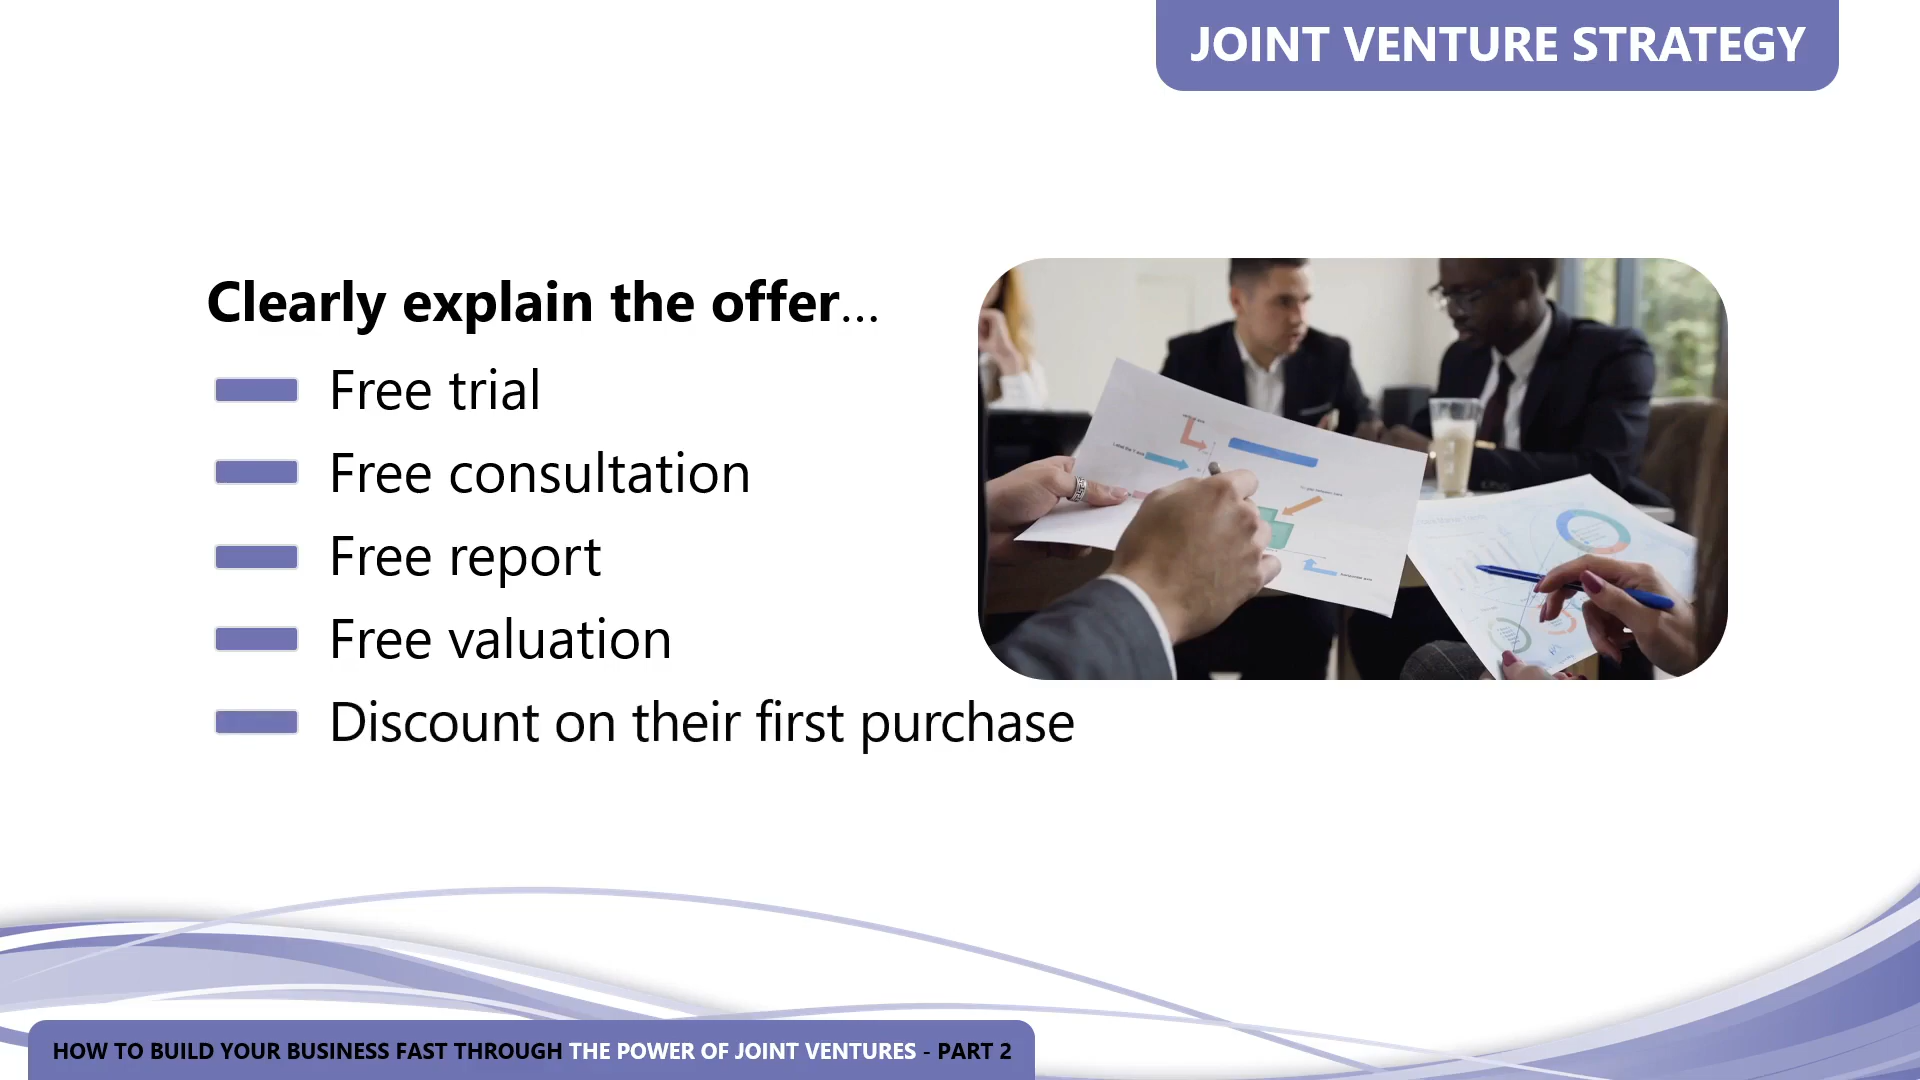 JOINT VENTURE STRATEGY
Clearly explain the offer...
Free trial
Free consultation
Free report
Free valuation
Discount on their first purchase
HOW TO BUILD YOUR BUSINESS FAST THROUGH THE POWER OF JOINT VENTURES - PART 2